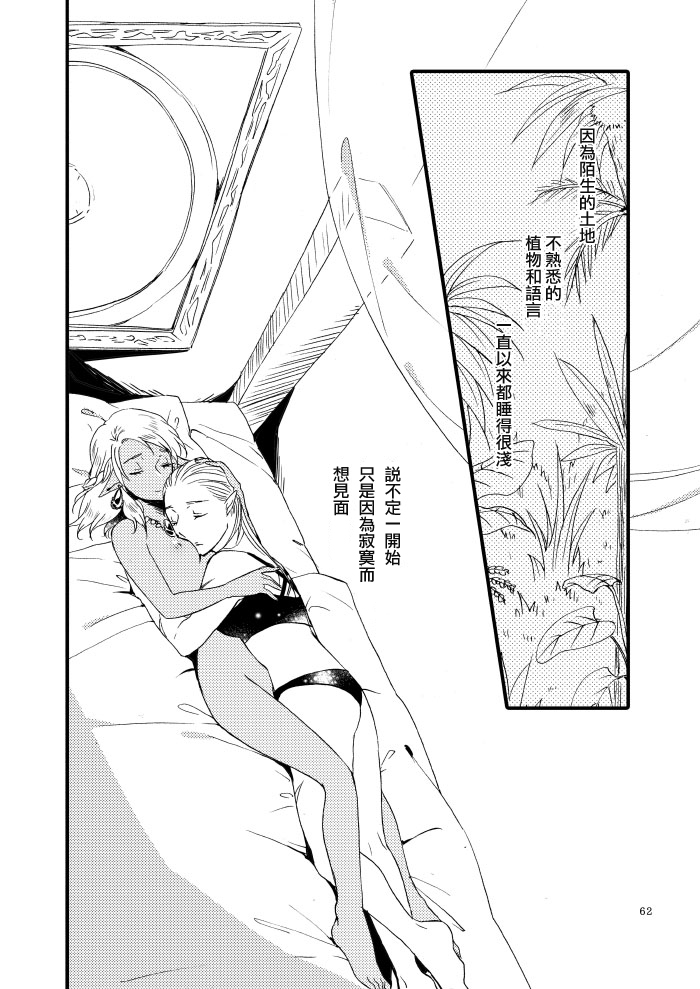 因為陌生的土地
不熟悉的
植物和語言
一直以來都睡得很淺
説不定一開始
只是因為寂寞而
想見面
62